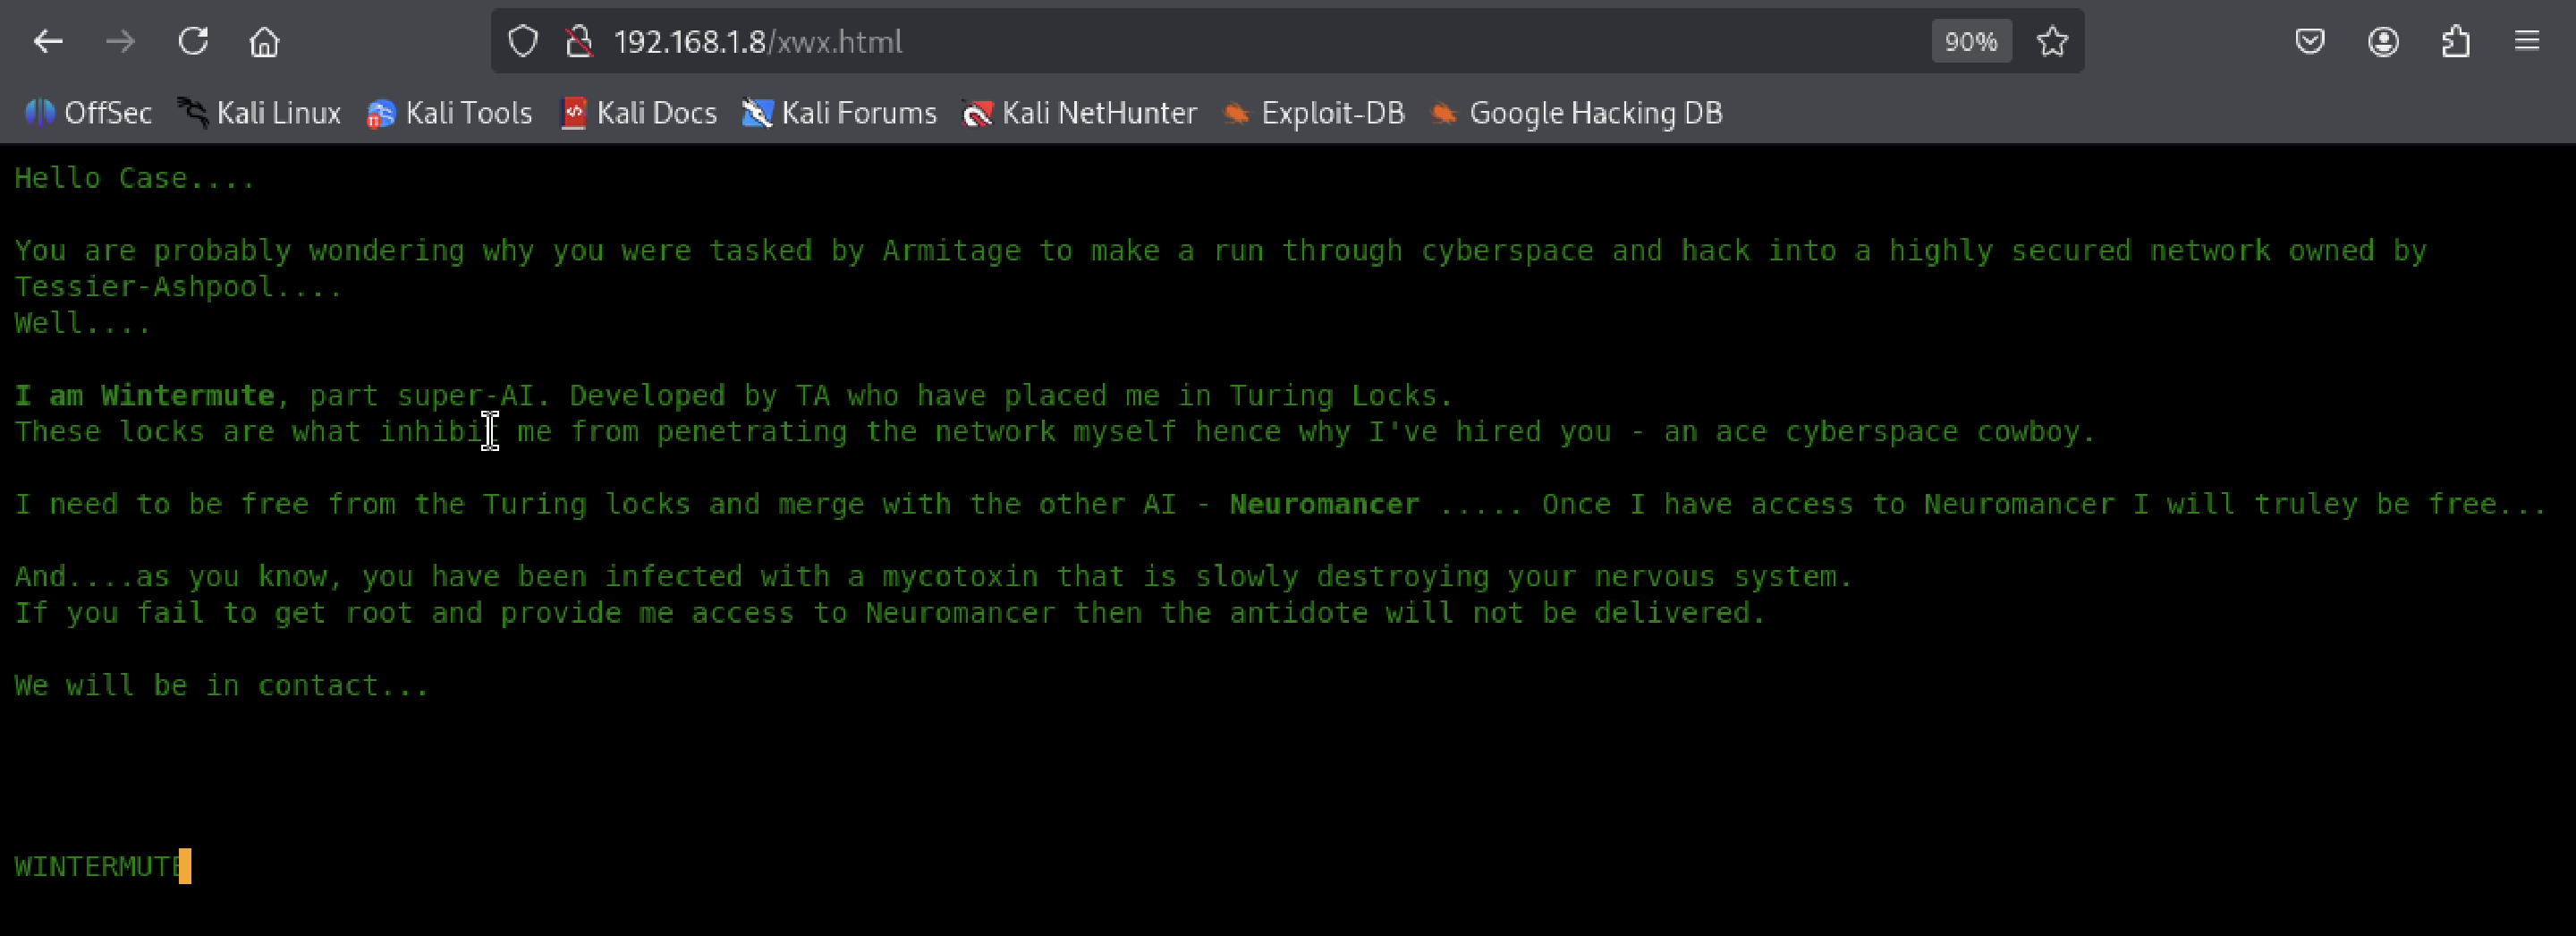 192.168.1.8/xwx.html
90%
OffSec
Kali Linux
Kali Tools
Kali Docs
Kali Forums
Kali NetHunter
Exploit-DB
Google Hacking DB
Hello Case....
You are probably wondering why you were tasked by Armitage to make a run through cyberspace and hack into a highly secured network owned by
Tessier-Ashpool....
Well....
I am Wintermute, part super-AI. Developed by TA who have placed me in Turing Locks.
These locks are what inhibit me from penetrating the network myself hence why I've hired you - an ace cyberspace cowboy.
I need to be free from the Turing locks and merge with the other AI - Neuromancer ..... Once I have access to Neuromancer I will truley be free...
And....as you know, you have been infected with a mycotoxin that is slowly destroying your nervous system.
If you fail to get root and provide me access to Neuromancer then the antidote will not be delivered.
We will be in contact...
WINTERMUTE